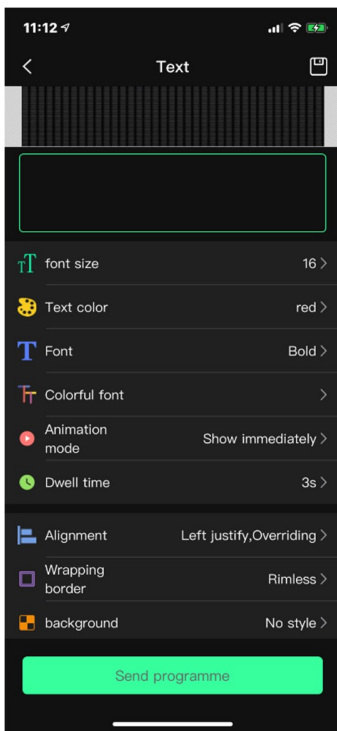 11:12
Text
font size 16 >
Text color red >
Font Bold >
Colorful font >
Animation
mode Show immediately >
Dwell time 3s >
Alignment Left justify,Overriding >
Wrapping
border Rimless >
background No style >
Send programme